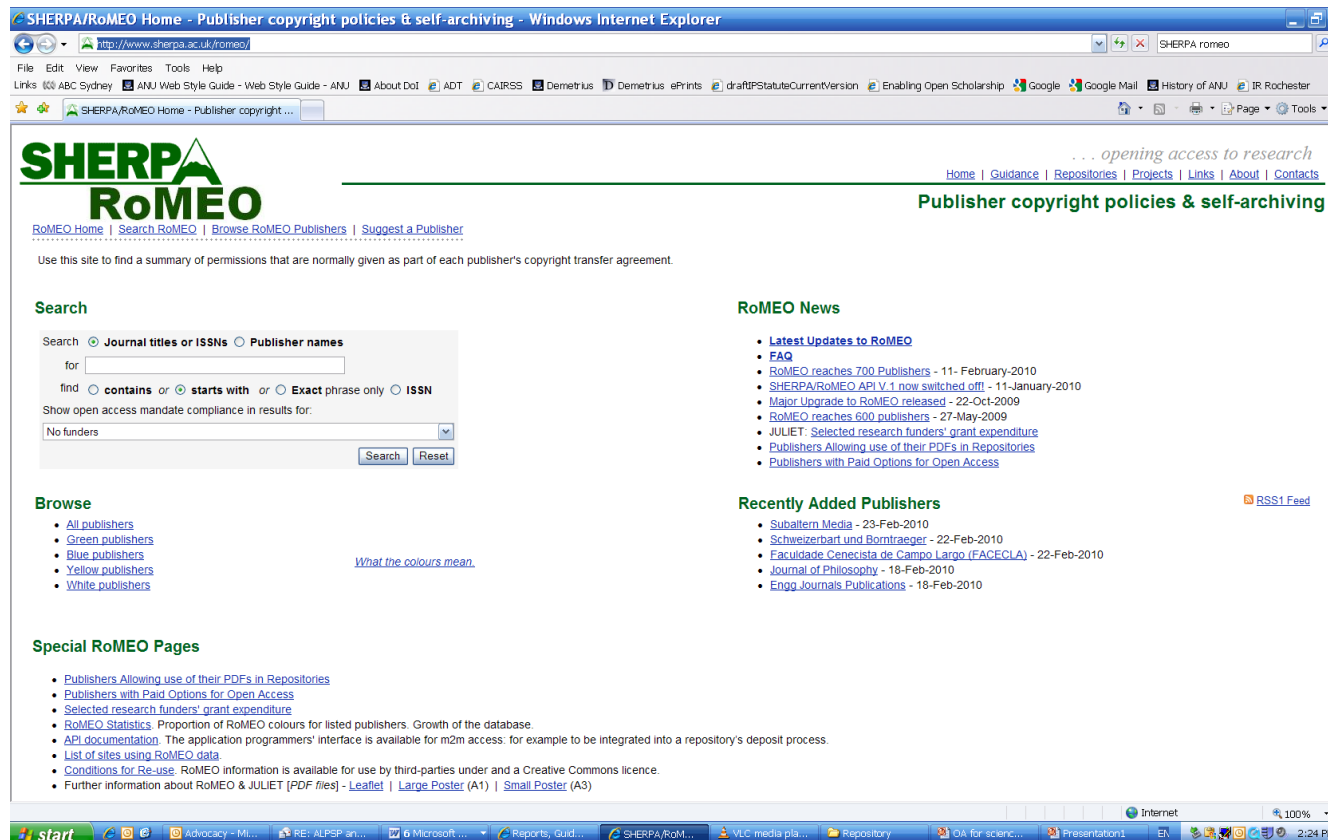 SHERPA/RoMEO Home - Publisher copyright policies & self-archiving - Windows Internet Explorer
http://www.sherpa.ac.uk/romeo/
SHERPA romeo
File Edit View Favorites Tools Help
Links ABC Sydney ANU Web Style Guide - Web Style Guide - ANU About DoI ADT CAIRSS Demetrius Demetrius ePrints draftIPStatuteCurrentVersion Enabling Open Scholarship Google Google Mail History of ANU IR Rochester
SHERPA/RoMEO Home - Publisher copyright ...
Page Tools
SHERPA
RoMEO
. . . opening access to research
Home | Guidance | Repositories | Projects | Links | About | Contacts
Publisher copyright policies & self-archiving
RoMEO Home | Search RoMEO | Browse RoMEO Publishers | Suggest a Publisher
Use this site to find a summary of permissions that are normally given as part of each publisher's copyright transfer agreement.
Search
Search Journal titles or ISSNs Publisher names
for
find contains or starts with or Exact phrase only ISSN
Show open access mandate compliance in results for:
No funders
Search Reset
RoMEO News
Latest Updates to RoMEO
FAQ
RoMEO reaches 700 Publishers - 11- February-2010
SHERPA/RoMEO API V.1 now switched off! - 11-January-2010
Major Upgrade to RoMEO released - 22-Oct-2009
RoMEO reaches 600 publishers - 27-May-2009
JULIET: Selected research funders' grant expenditure
Publishers Allowing use of their PDFs in Repositories
Publishers with Paid Options for Open Access
Browse
All publishers
Green publishers
Blue publishers
Yellow publishers
White publishers
What the colours mean.
Recently Added Publishers
RSS1 Feed
Subaltern Media - 23-Feb-2010
Schweizerbart und Borntraeger - 22-Feb-2010
Faculdade Cenecista de Campo Largo (FACECLA) - 22-Feb-2010
Journal of Philosophy - 18-Feb-2010
Engg Journals Publications - 18-Feb-2010
Special RoMEO Pages
Publishers Allowing use of their PDFs in Repositories
Publishers with Paid Options for Open Access
Selected research funders' grant expenditure
RoMEO Statistics. Proportion of RoMEO colours for listed publishers. Growth of the database.
API documentation. The application programmers' interface is available for m2m access: for example to be integrated into a repository's deposit process.
List of sites using RoMEO data.
Conditions for Re-use. RoMEO information is available for use by third-parties under and a Creative Commons licence.
Further information about RoMEO & JULIET [PDF files] - Leaflet | Large Poster (A1) | Small Poster (A3)
Internet 100%
start Advocacy - Mi... RE: ALPSP an... 6 Microsoft ... Reports, Guid... SHERPA/RoM... VLC media pla... Repository OA for scienc... Presentation1 EN 2:24 P